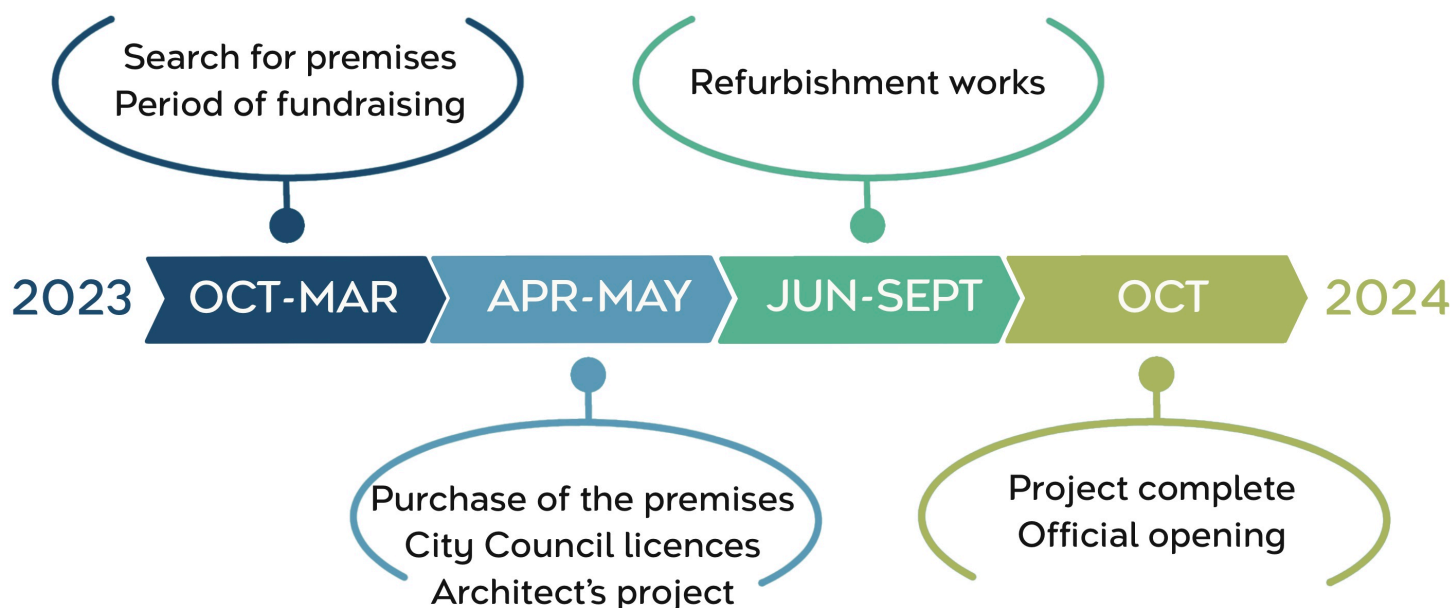 Search for premises
Period of fundraising
Refurbishment works
2023
OCT-MAR
APR-MAY
JUN-SEPT
OCT
2024
Purchase of the premises
City Council licences
Architect's project
Project complete
Official opening